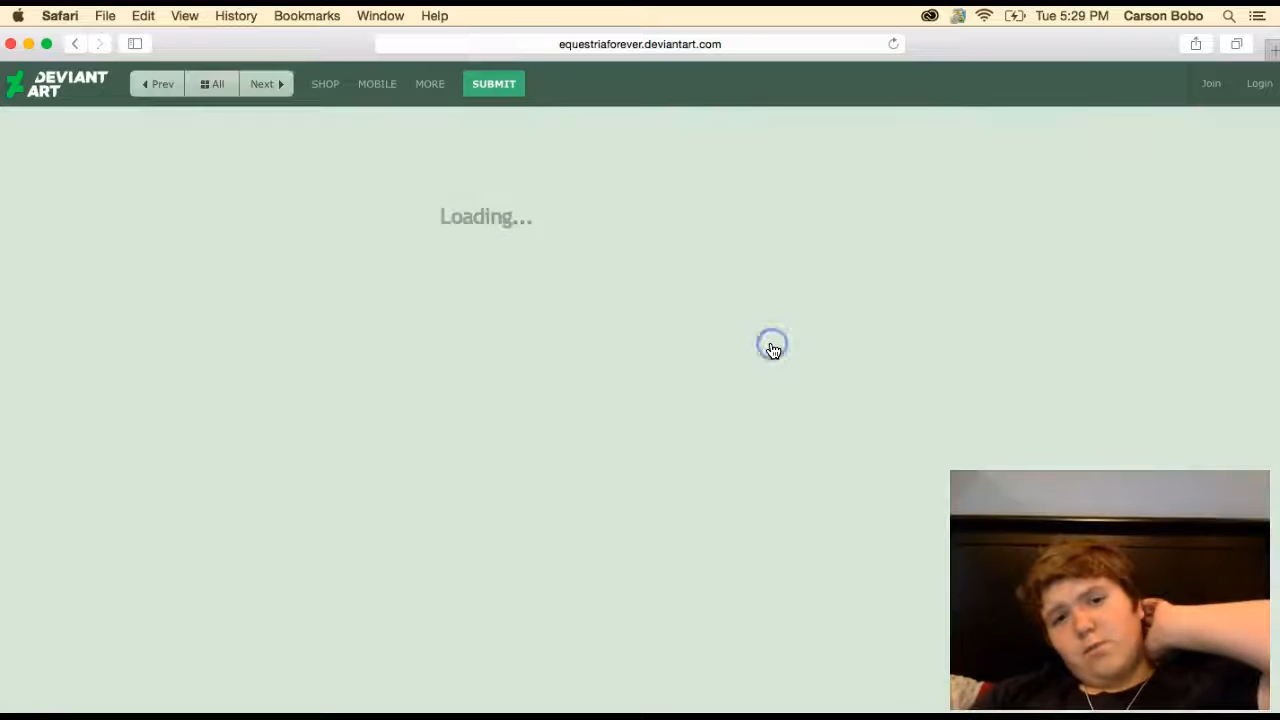 Safari File Edit View History Bookmarks Window Help Tue 5:29 PM Carson Bobo
equestriaforever.deviantart.com
DEVIANT ART Prev All Next SHOP MOBILE MORE SUBMIT Join Login
Loading...